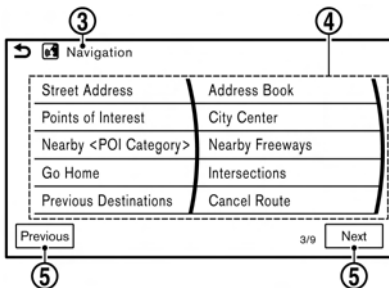 ③ ④
Navigation
Street Address Address Book
Points of Interest City Center
Nearby <POI Category> Nearby Freeways
Go Home Intersections
Previous Destinations Cancel Route
Previous 3/9 Next
⑤ ⑤